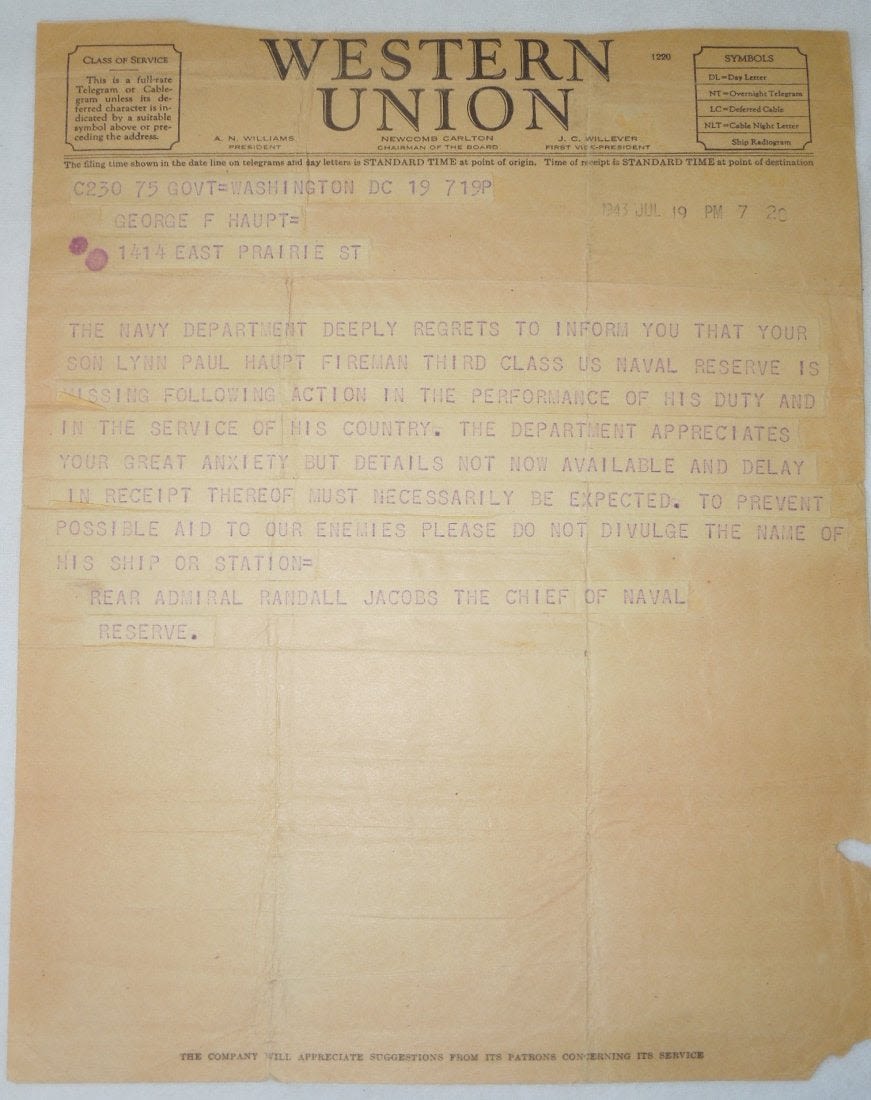 CLASS OF SERVICE
This is a full-rate
Telegram or Cable-
gram unless its de-
ferred character is in-
dicated by a suitable
symbol above or pre-
ceding the address.
WESTERN
UNION
1220
A. N. WILLIAMS
PRESIDENT
NEWCOMB CARLTON
CHAIRMAN OF THE BOARD
J. C. WILLEVER
FIRST VICE-PRESIDENT
SYMBOLS
DL=Day Letter
NT=Overnight Telegram
LC=Deferred Cable
NLT=Cable Night Letter
Ship Radiogram
The filing time shown in the date line on telegrams and day letters is STANDARD TIME at point of origin. Time of receipt is STANDARD TIME at point of destination
C230 75 GOVT=WASHINGTON DC 19 719P
1943 JUL 19 PM 7 20
GEORGE F HAUPT=
1414 EAST PRAIRIE ST
THE NAVY DEPARTMENT DEEPLY REGRETS TO INFORM YOU THAT YOUR
SON LYNN PAUL HAUPT FIREMAN THIRD CLASS US NAVAL RESERVE IS
MISSING FOLLOWING ACTION IN THE PERFORMANCE OF HIS DUTY AND
IN THE SERVICE OF HIS COUNTRY. THE DEPARTMENT APPRECIATES
YOUR GREAT ANXIETY BUT DETAILS NOT NOW AVAILABLE AND DELAY
IN RECEIPT THEREOF MUST NECESSARILY BE EXPECTED. TO PREVENT
POSSIBLE AID TO OUR ENEMIES PLEASE DO NOT DIVULGE THE NAME OF
HIS SHIP OR STATION=
REAR ADMIRAL RANDALL JACOBS THE CHIEF OF NAVAL
RESERVE.
THE COMPANY WILL APPRECIATE SUGGESTIONS FROM ITS PATRONS CONCERNING ITS SERVICE